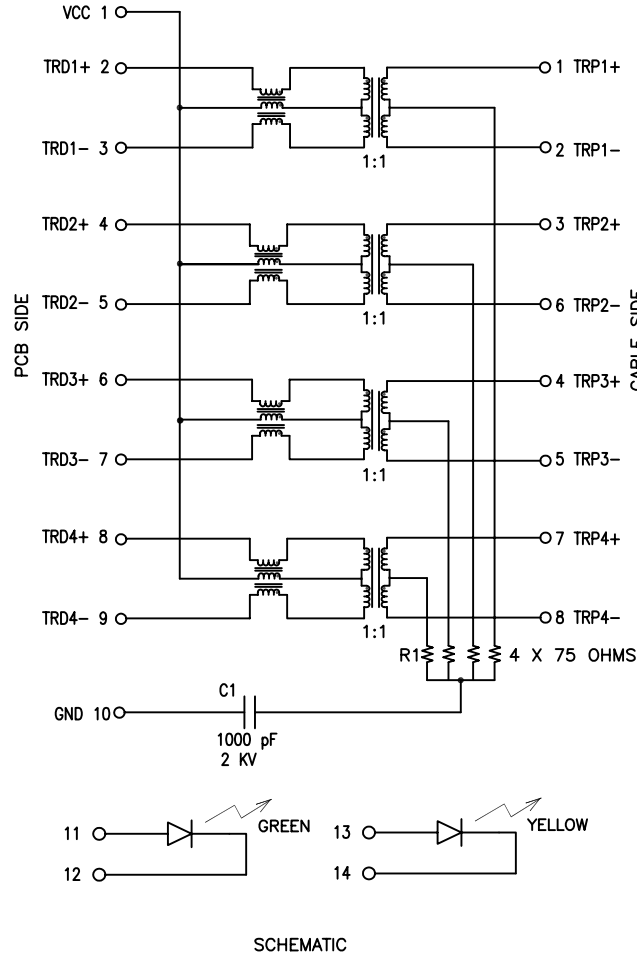 VCC 1
TRD1+ 2
1 TRP1+
TRD1- 3
2 TRP1-
1:1
TRD2+ 4
3 TRP2+
TRD2- 5
6 TRP2-
1:1
PCB SIDE
CABLE SIDE
TRD3+ 6
4 TRP3+
TRD3- 7
5 TRP3-
1:1
TRD4+ 8
7 TRP4+
TRD4- 9
8 TRP4-
1:1
R1 4 X 75 OHMS
C1
GND 10
1000 pF
2 KV
11 GREEN
12
13 YELLOW
14
SCHEMATIC